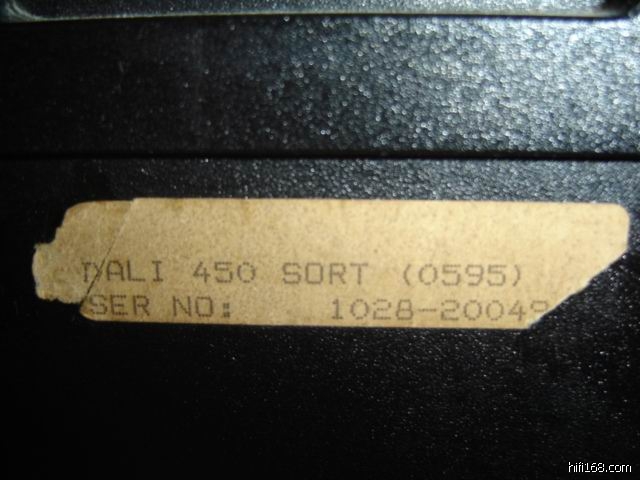 DALI 450 SORT (0595)
SER NO: 1028-20049
hifi168.com